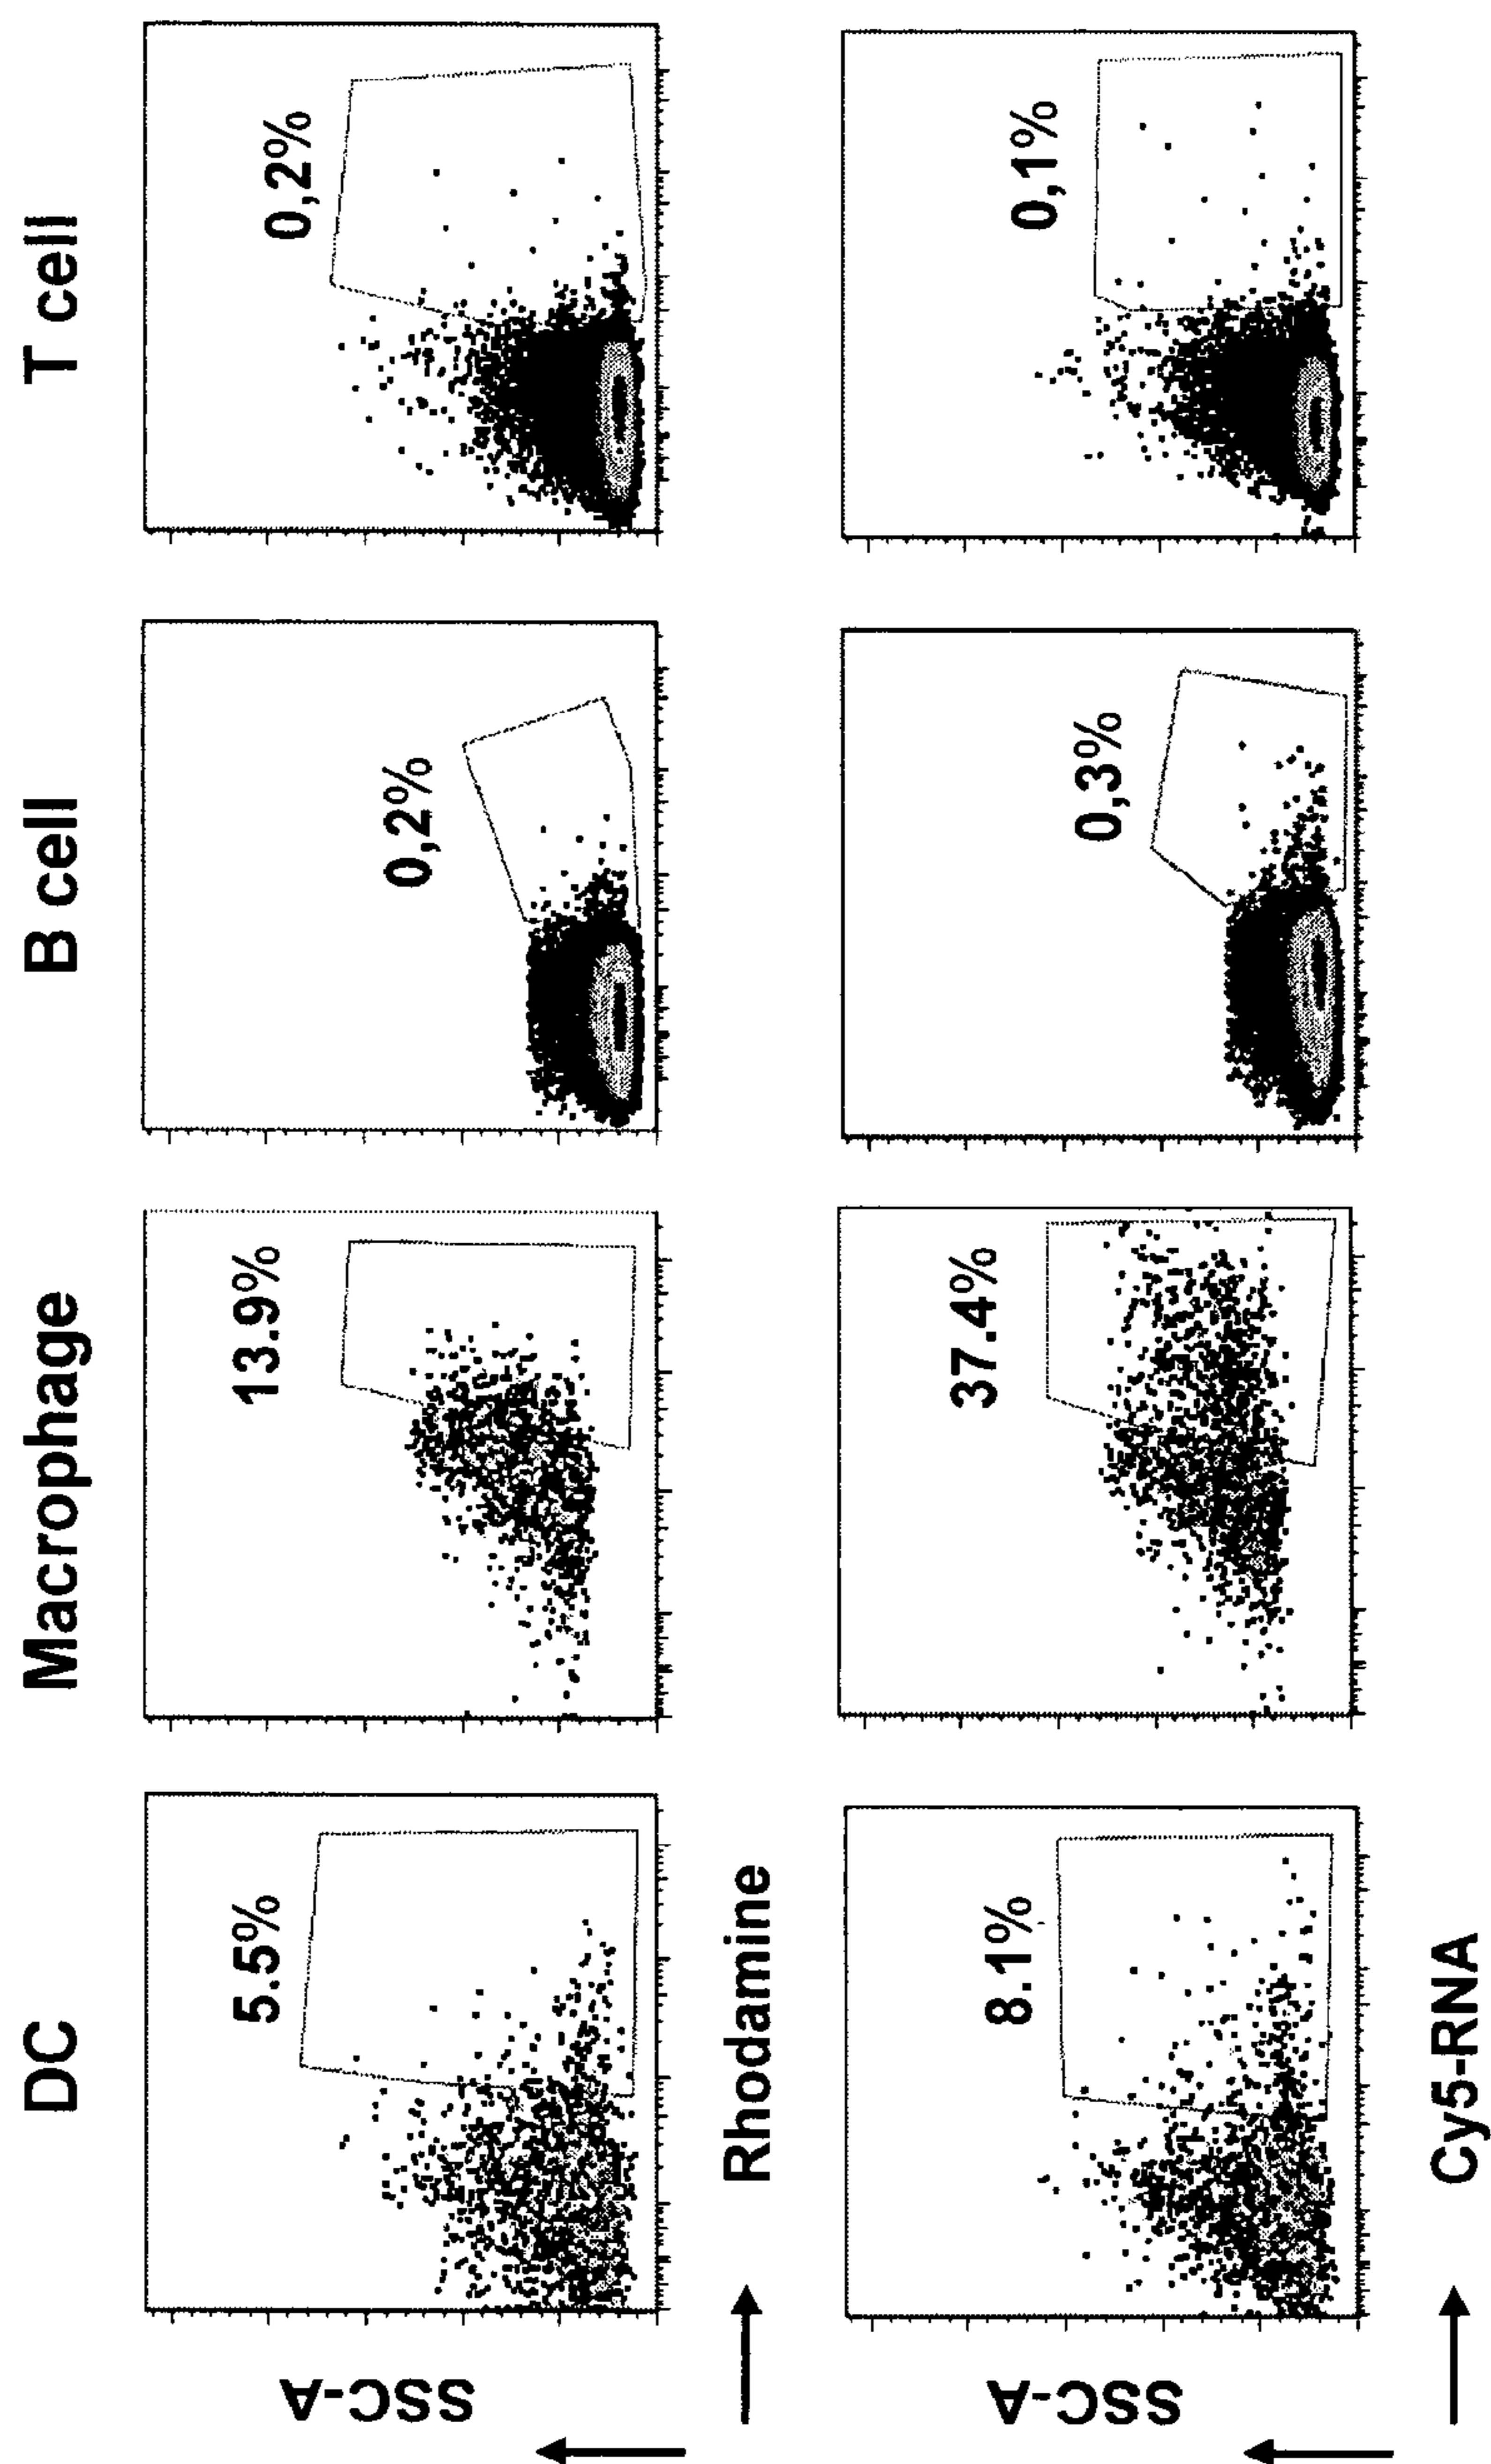 DC Macrophage B cell T cell
5.5% 13.9% 0,2% 0,2%
SSC-A
Rhodamine
8.1% 37.4% 0,3% 0,1%
SSC-A
Cy5-RNA